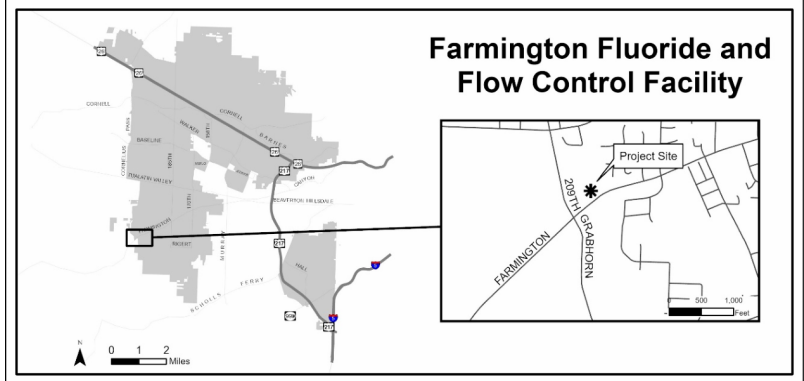 Farmington Fluoride and
Flow Control Facility
26
26
CORNELL
CORNELL
BARNES
WALKER
BASELINE
CORNELIUS PASS
185TH
TUALATIN VALLEY
170TH
26
26
217
CANYON
BEAVERTON HILLSDALE
FARMINGTON
RIGERT
MURRAY
217
HALL
SCHOLLS FERRY
5
5
217
N
0 1 2
Miles
Project Site
209TH
GRABHORN
FARMINGTON
0 500 1,000
Feet